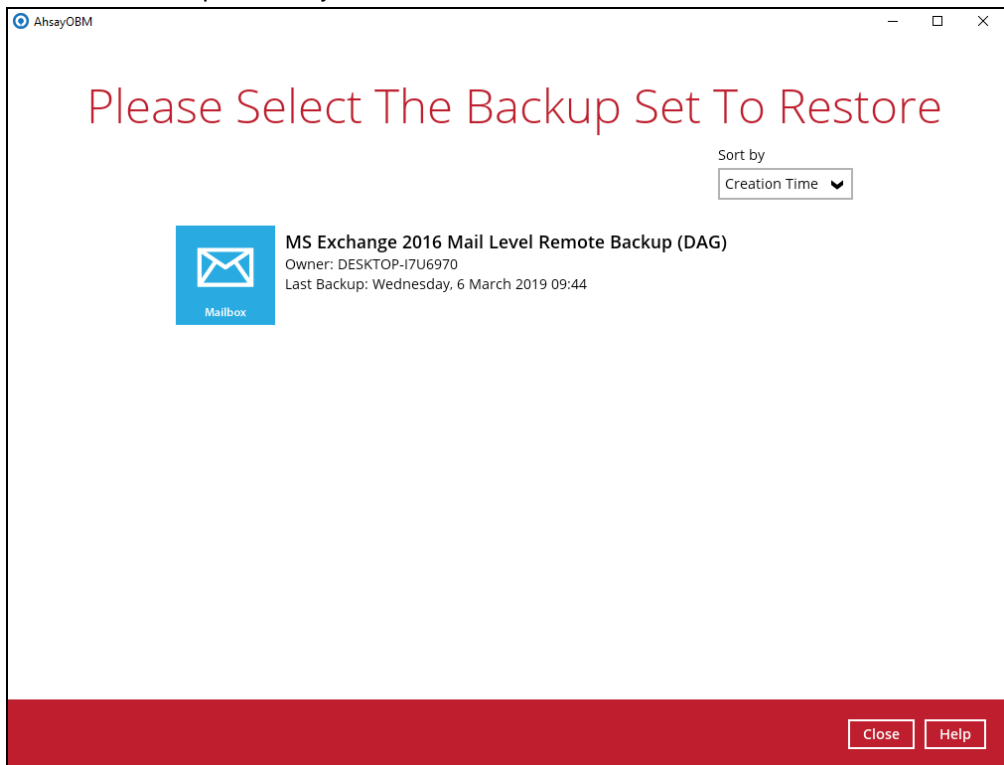 AhsayOBM
Please Select The Backup Set To Restore
Sort by
Creation Time
MS Exchange 2016 Mail Level Remote Backup (DAG)
Owner: DESKTOP-I7U6970
Last Backup: Wednesday, 6 March 2019 09:44
Mailbox
Close Help